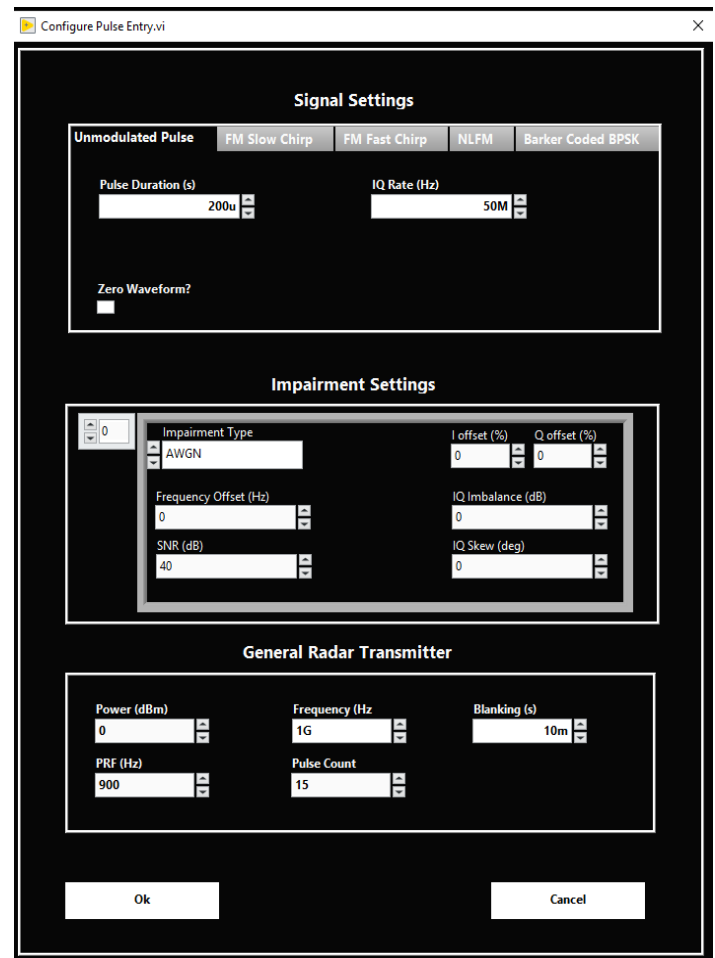 Configure Pulse Entry.vi
Signal Settings
Unmodulated Pulse FM Slow Chirp FM Fast Chirp NLFM Barker Coded BPSK
Pulse Duration (s) IQ Rate (Hz)
200u 50M
Zero Waveform?
Impairment Settings
0
Impairment Type I offset (%) Q offset (%)
AWGN 0 0
Frequency Offset (Hz) IQ Imbalance (dB)
0 0
SNR (dB) IQ Skew (deg)
40 0
General Radar Transmitter
Power (dBm) Frequency (Hz Blanking (s)
0 1G 10m
PRF (Hz) Pulse Count
900 15
Ok Cancel